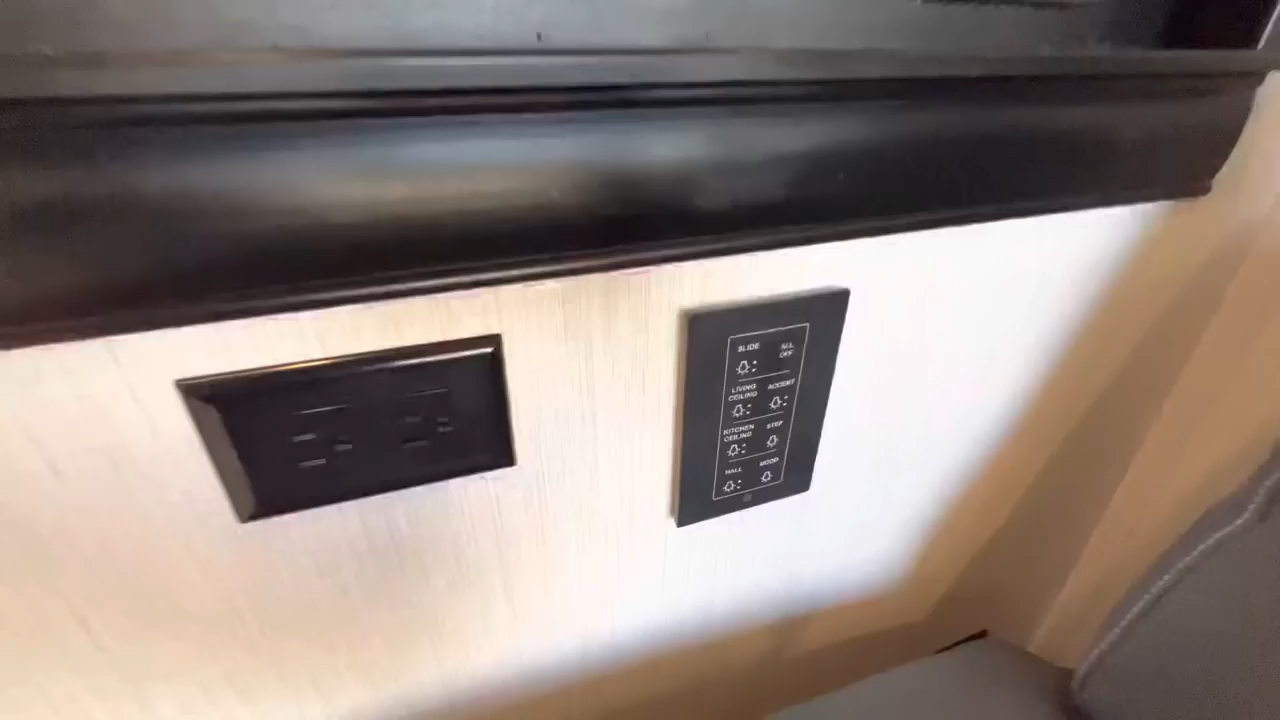 SLIDE
ALL
OFF
LIVING
CEILING
ACCENT
KITCHEN
CEILING
STEP
HALL
MOOD